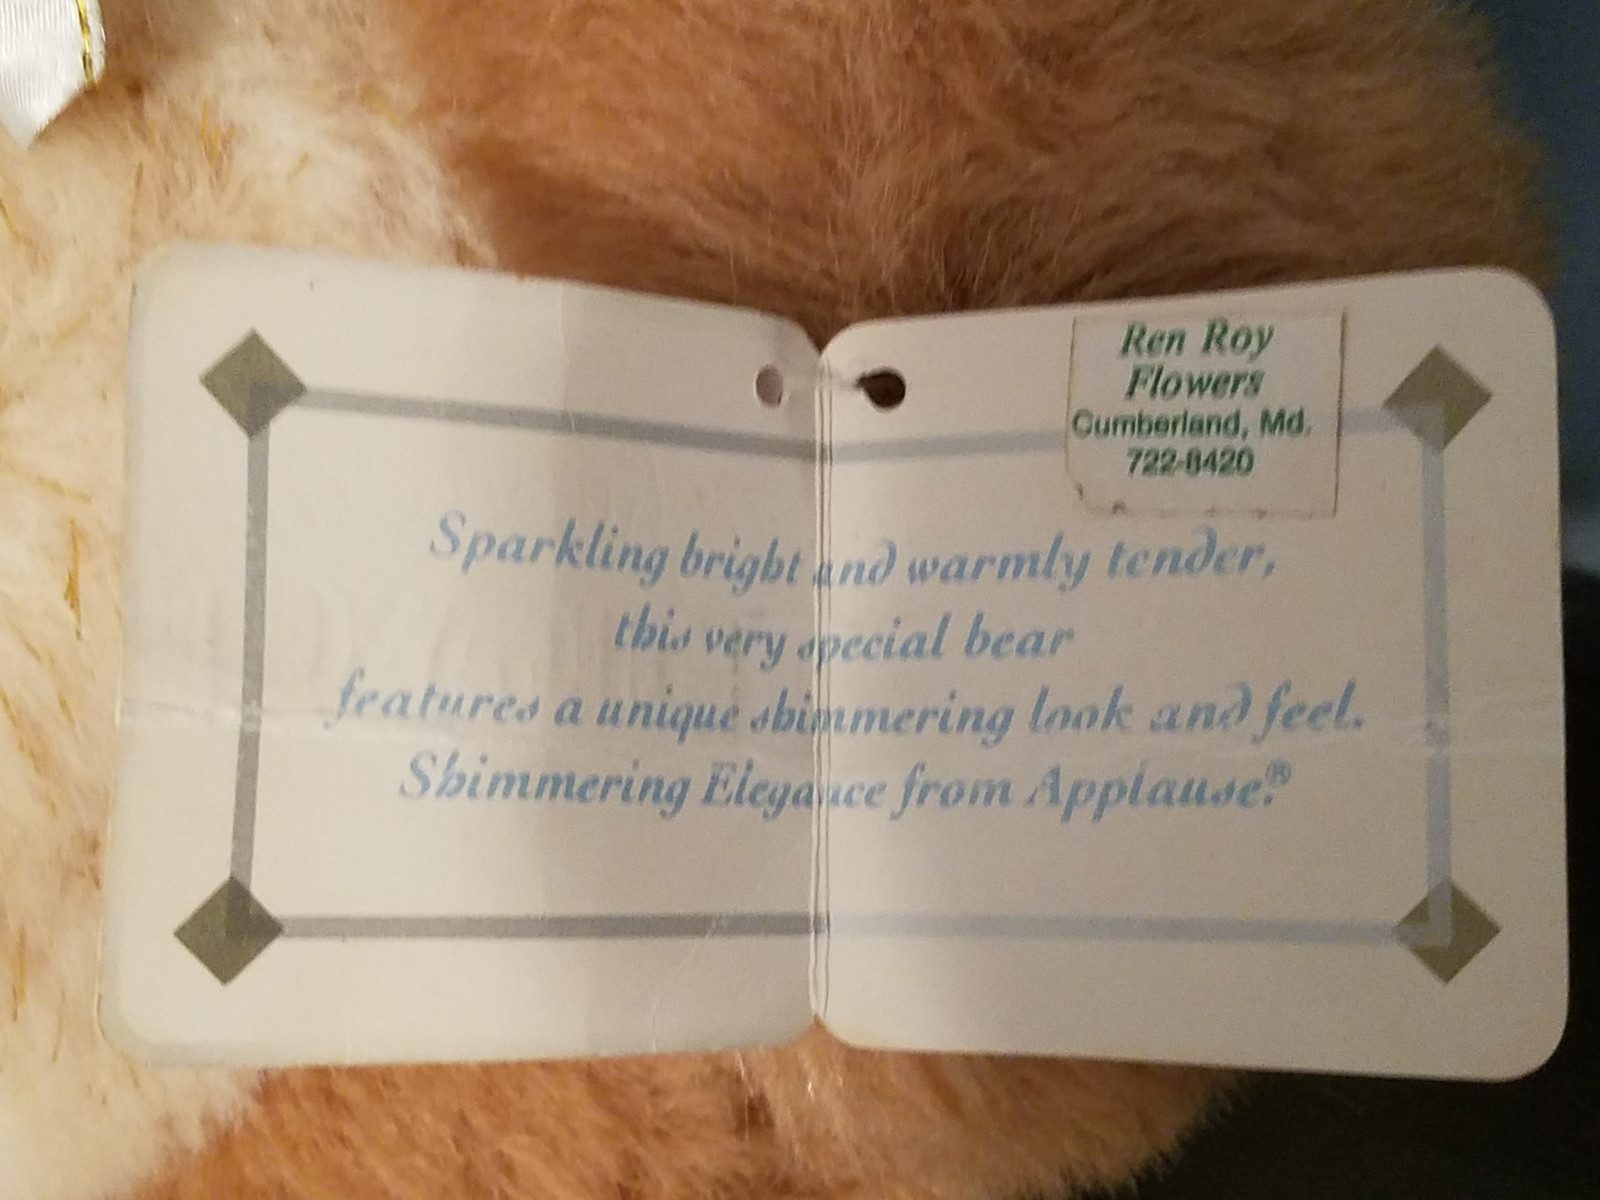 Ren Roy
Flowers
Cumberland, Md.
722-8420
Sparkling bright and warmly tender,
this very special bear
features a unique shimmering look and feel.
Shimmering Elegance from Applause.®